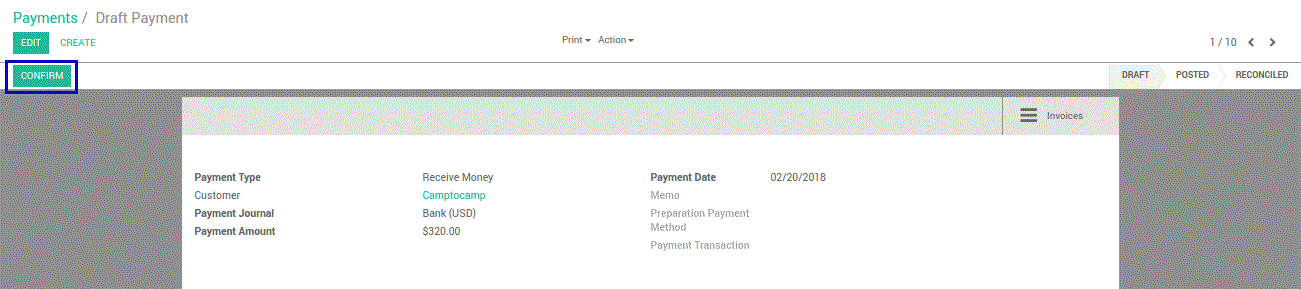 Payments / Draft Payment
EDIT CREATE Print Action 1 / 10
CONFIRM DRAFT POSTED RECONCILED
Invoices
Payment Type Receive Money Payment Date 02/20/2018
Customer Camptocamp Memo
Payment Journal Bank (USD) Preparation Payment
Method
Payment Amount $320.00
Payment Transaction